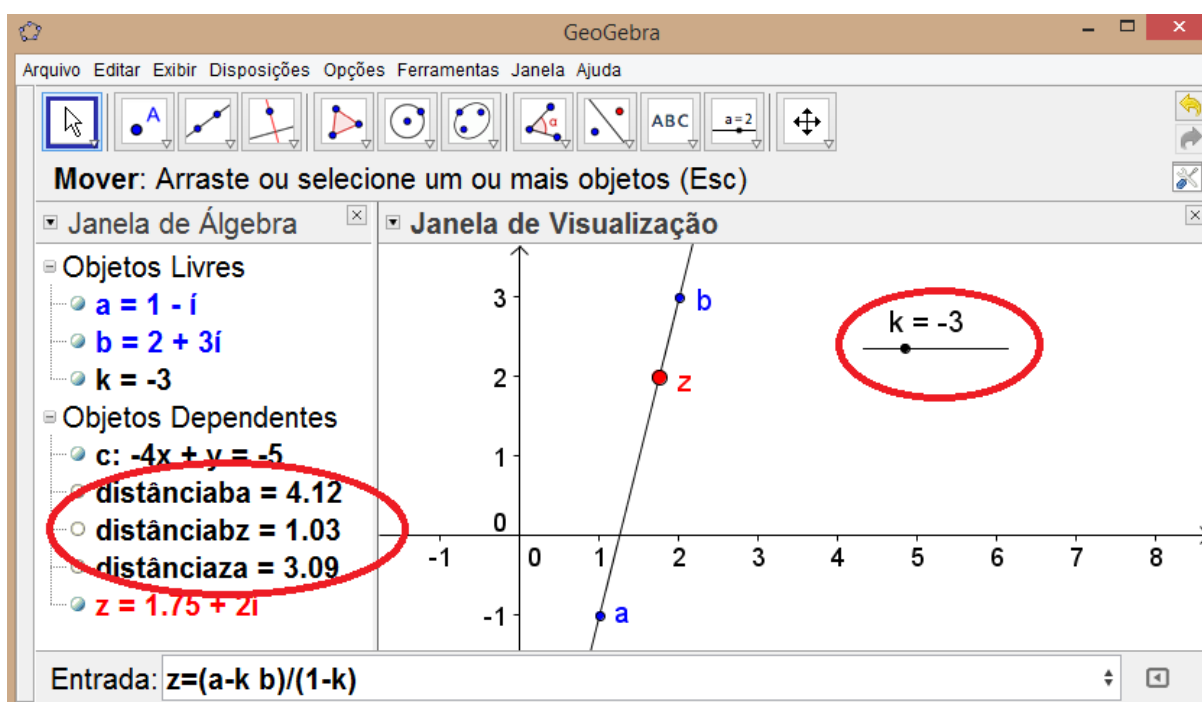 GeoGebra
Arquivo Editar Exibir Disposições Opções Ferramentas Janela Ajuda
A
α
ABC
a=2
Mover: Arraste ou selecione um ou mais objetos (Esc)
Janela de Álgebra
Janela de Visualização
Objetos Livres
a = 1 - í
b = 2 + 3í
k = -3
Objetos Dependentes
c: -4x + y = -5
distânciaba = 4.12
distânciabz = 1.03
distânciaza = 3.09
z = 1.75 + 2í
k = -3
3
b
2
z
1
0
-1 0 1 2 3 4 5 6 7 8
-1
a
Entrada: z=(a-k b)/(1-k)